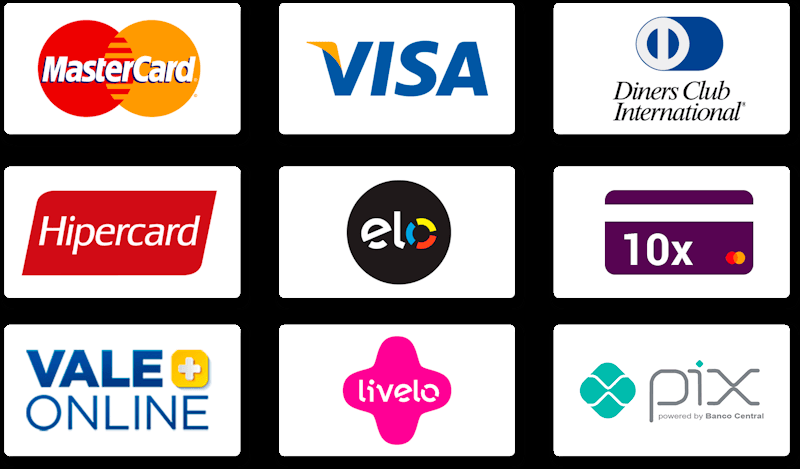 MasterCard
VISA
Diners Club
International®
Hipercard
elo
10x
VALE
ONLINE
livelo
pix
powered by Banco Central